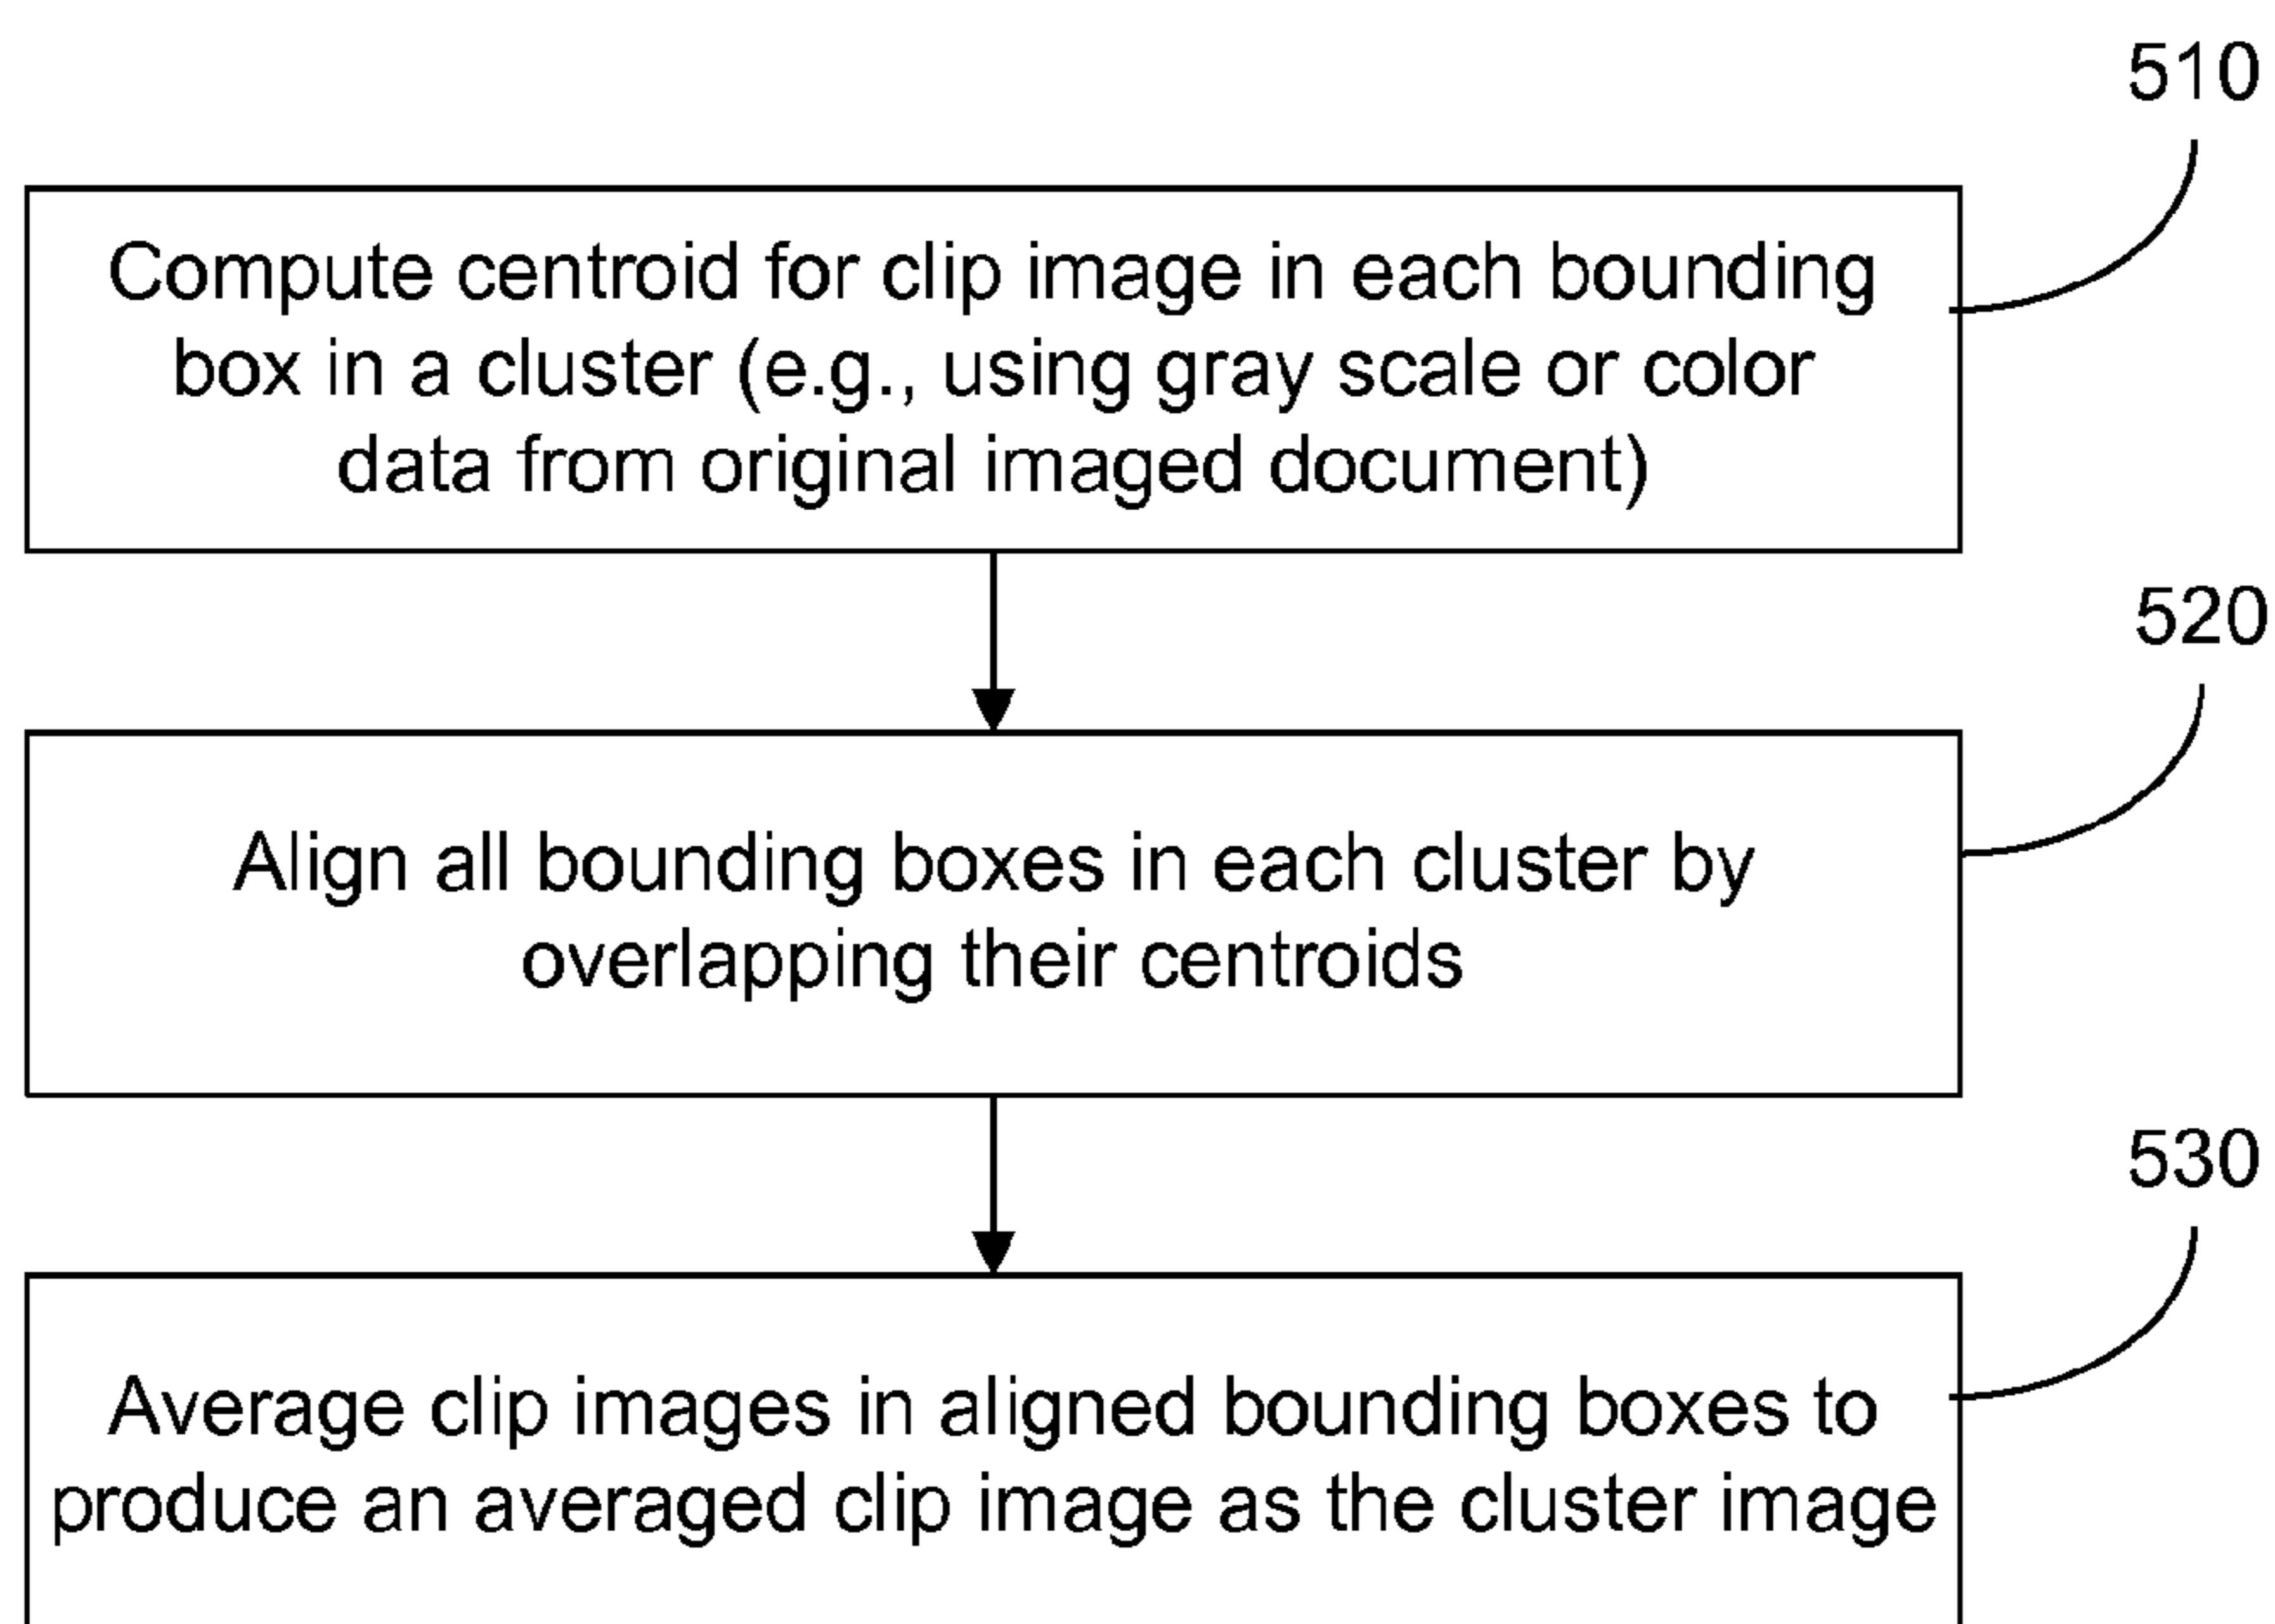 510
Compute centroid for clip image in each bounding
box in a cluster (e.g., using gray scale or color
data from original imaged document)
520
Align all bounding boxes in each cluster by
overlapping their centroids
530
Average clip images in aligned bounding boxes to
produce an averaged clip image as the cluster image